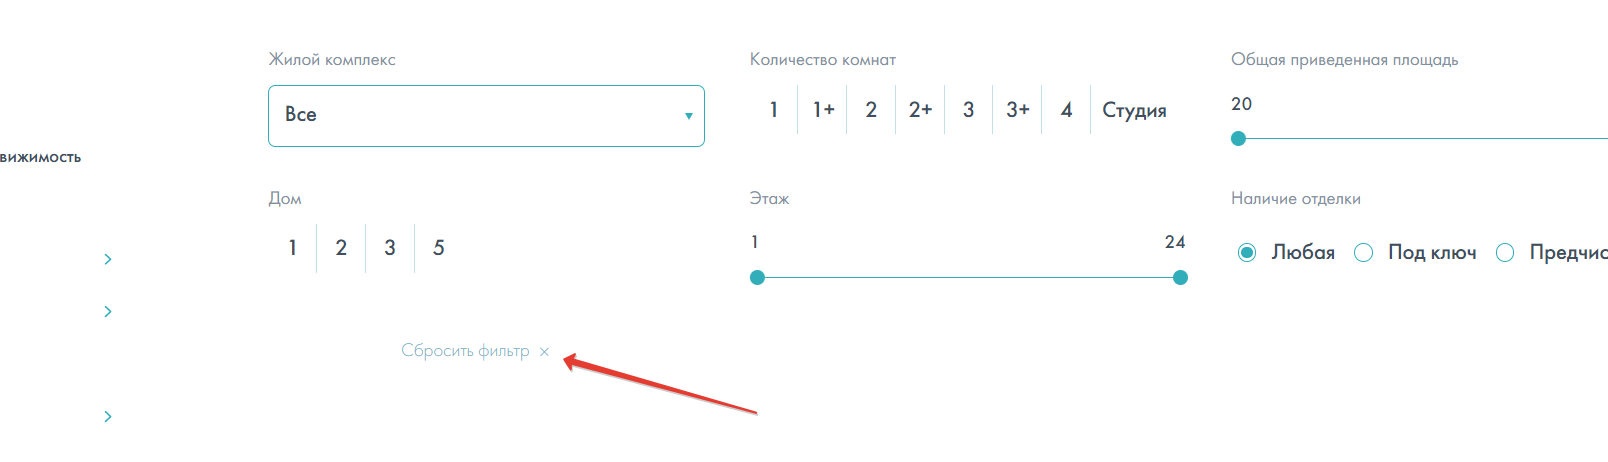 Жилой комплекс
Все
Количество комнат
1 1+ 2 2+ 3 3+ 4 Студия
Общая приведенная площадь
20
вижимость
Дом
1 2 3 5
Этаж
1 24
Наличие отделки
Любая Под ключ Предчис
Сбросить фильтр ×